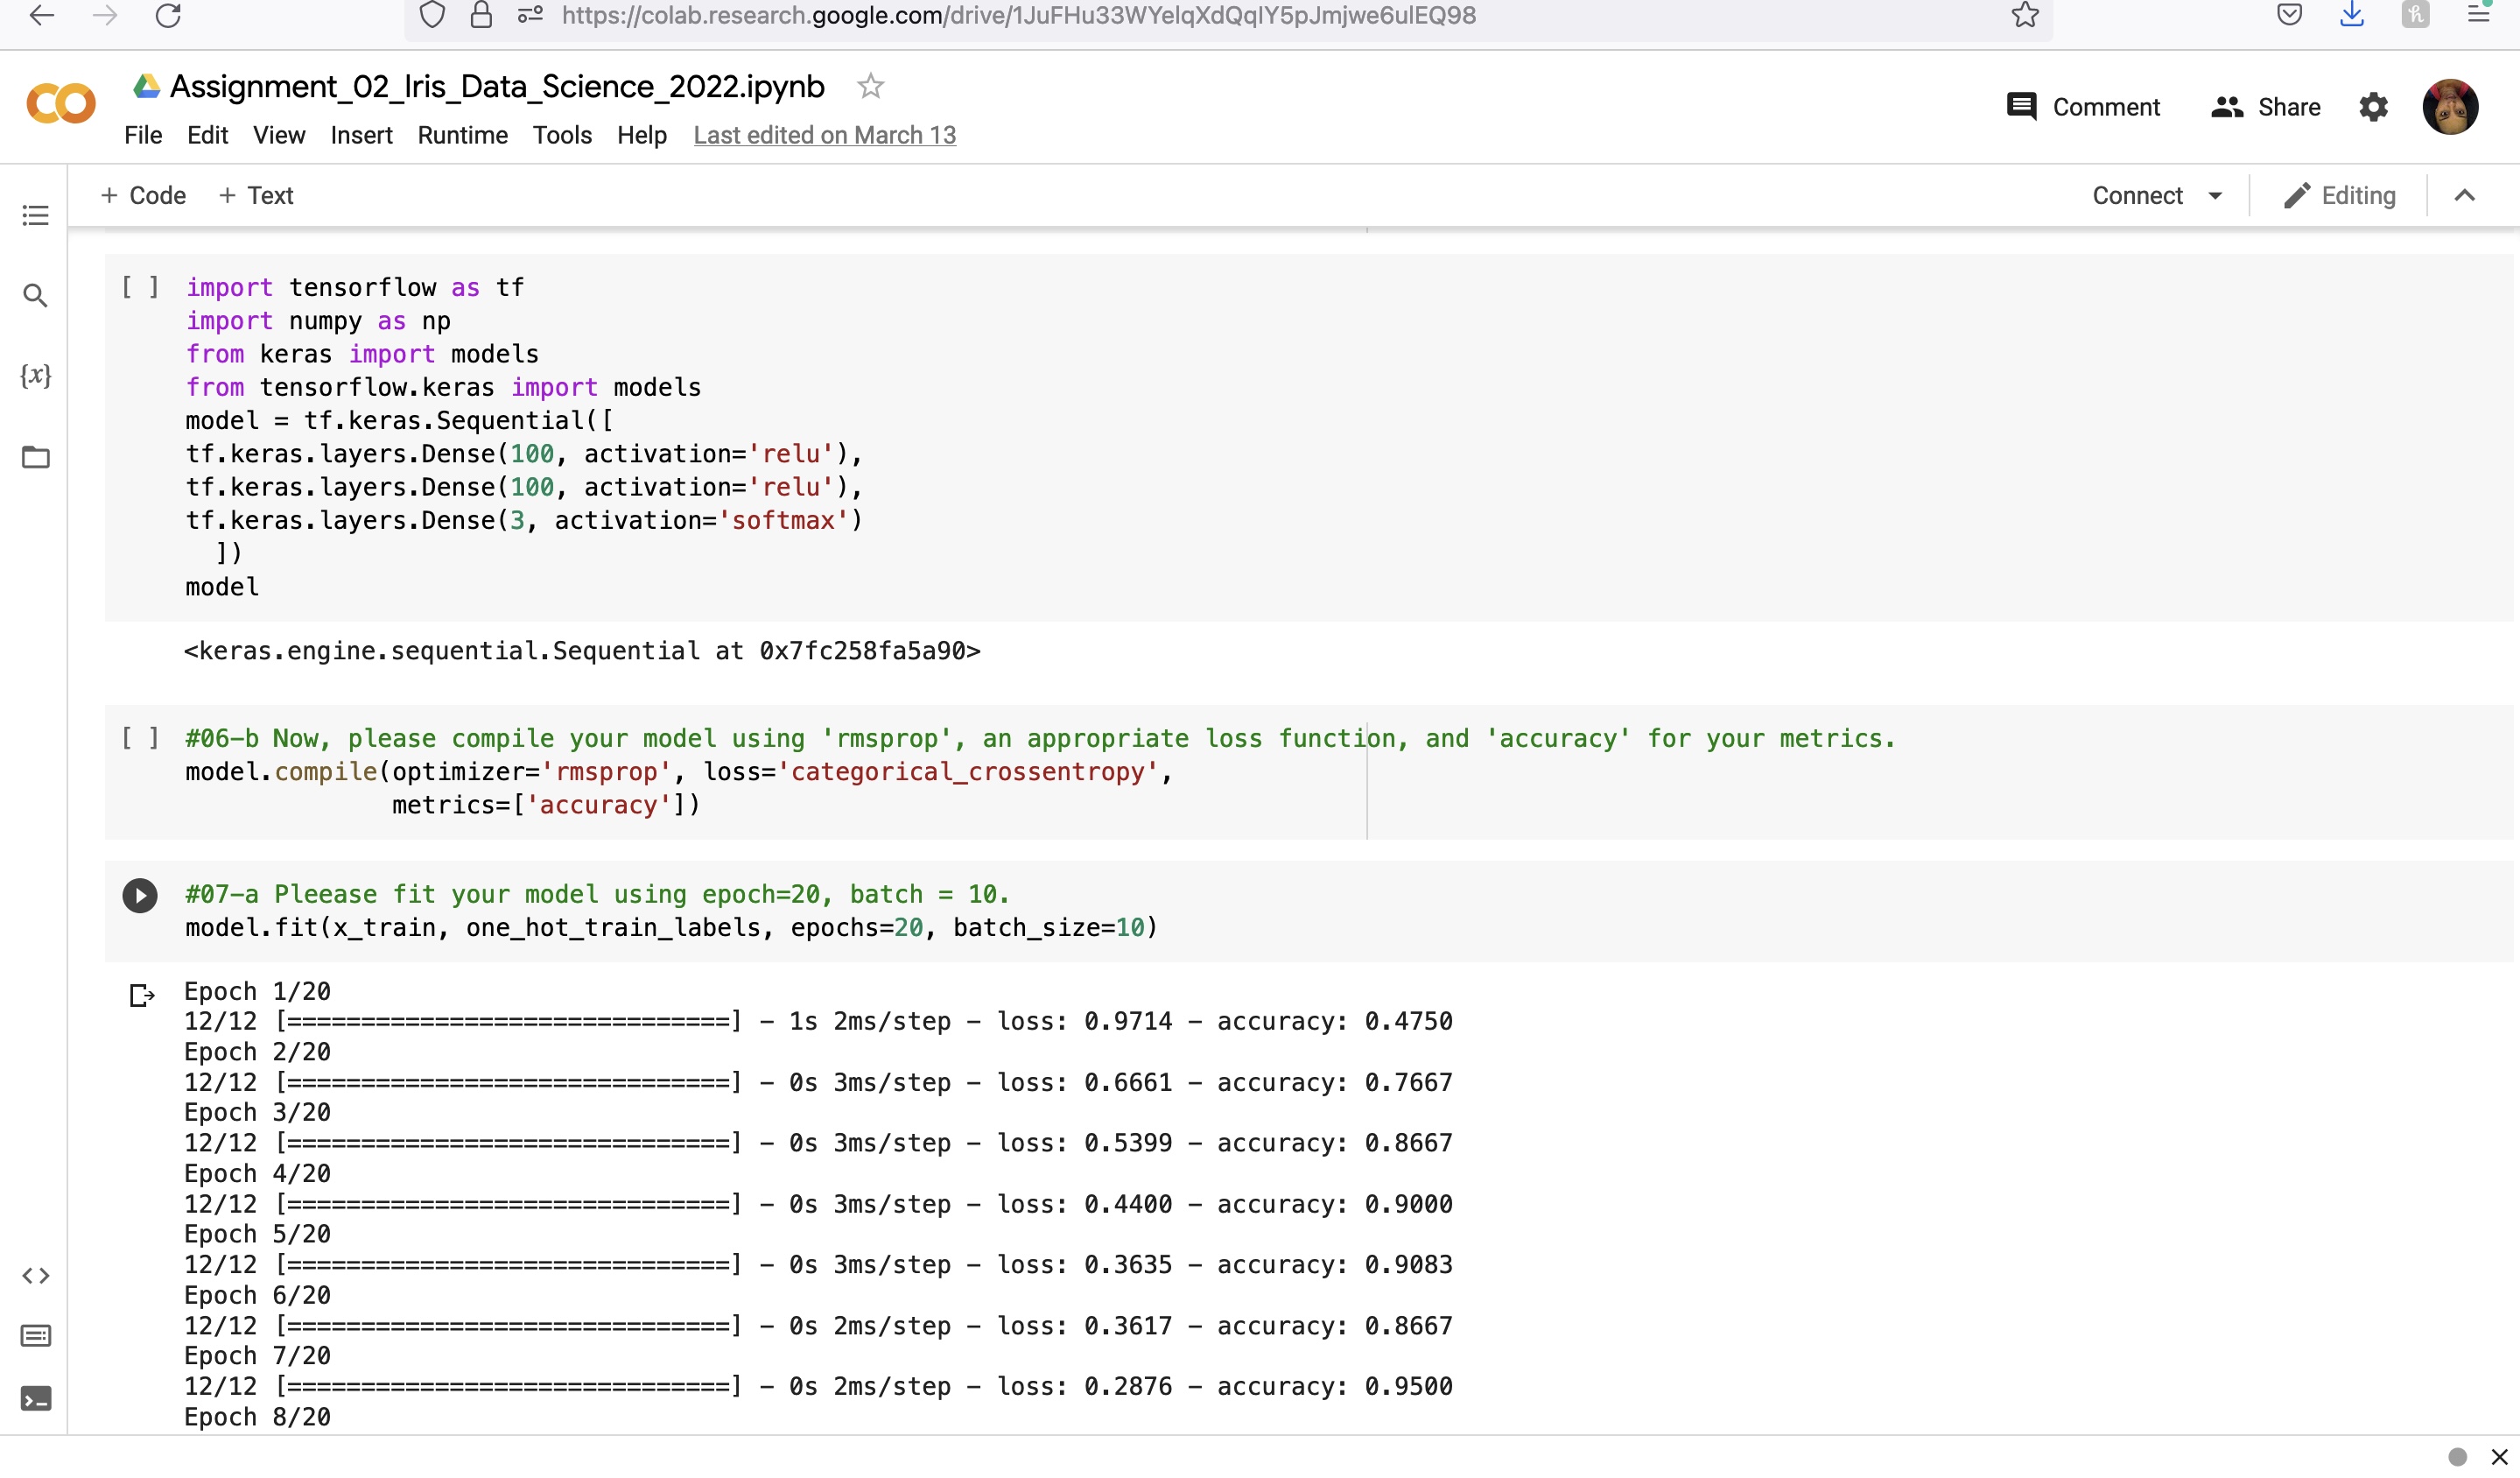 https://colab.research.google.com/drive/1JuFHu33WYelqXdQqlY5pJmjwe6ulEQ98
Assignment_02_Iris_Data_Science_2022.ipynb
Comment Share
File Edit View Insert Runtime Tools Help Last edited on March 13
+ Code + Text Connect Editing
[ ] import tensorflow as tf
import numpy as np
from keras import models
from tensorflow.keras import models
model = tf.keras.Sequential([
tf.keras.layers.Dense(100, activation='relu'),
tf.keras.layers.Dense(100, activation='relu'),
tf.keras.layers.Dense(3, activation='softmax')
])
model
<keras.engine.sequential.Sequential at 0x7fc258fa5a90>
[ ] #06-b Now, please compile your model using 'rmsprop', an appropriate loss function, and 'accuracy' for your metrics.
model.compile(optimizer='rmsprop', loss='categorical_crossentropy',
metrics=['accuracy'])
#07-a Pleease fit your model using epoch=20, batch = 10.
model.fit(x_train, one_hot_train_labels, epochs=20, batch_size=10)
Epoch 1/20
12/12 [==============================] - 1s 2ms/step - loss: 0.9714 - accuracy: 0.4750
Epoch 2/20
12/12 [==============================] - 0s 3ms/step - loss: 0.6661 - accuracy: 0.7667
Epoch 3/20
12/12 [==============================] - 0s 3ms/step - loss: 0.5399 - accuracy: 0.8667
Epoch 4/20
12/12 [==============================] - 0s 3ms/step - loss: 0.4400 - accuracy: 0.9000
Epoch 5/20
12/12 [==============================] - 0s 3ms/step - loss: 0.3635 - accuracy: 0.9083
Epoch 6/20
12/12 [==============================] - 0s 2ms/step - loss: 0.3617 - accuracy: 0.8667
Epoch 7/20
12/12 [==============================] - 0s 2ms/step - loss: 0.2876 - accuracy: 0.9500
Epoch 8/20